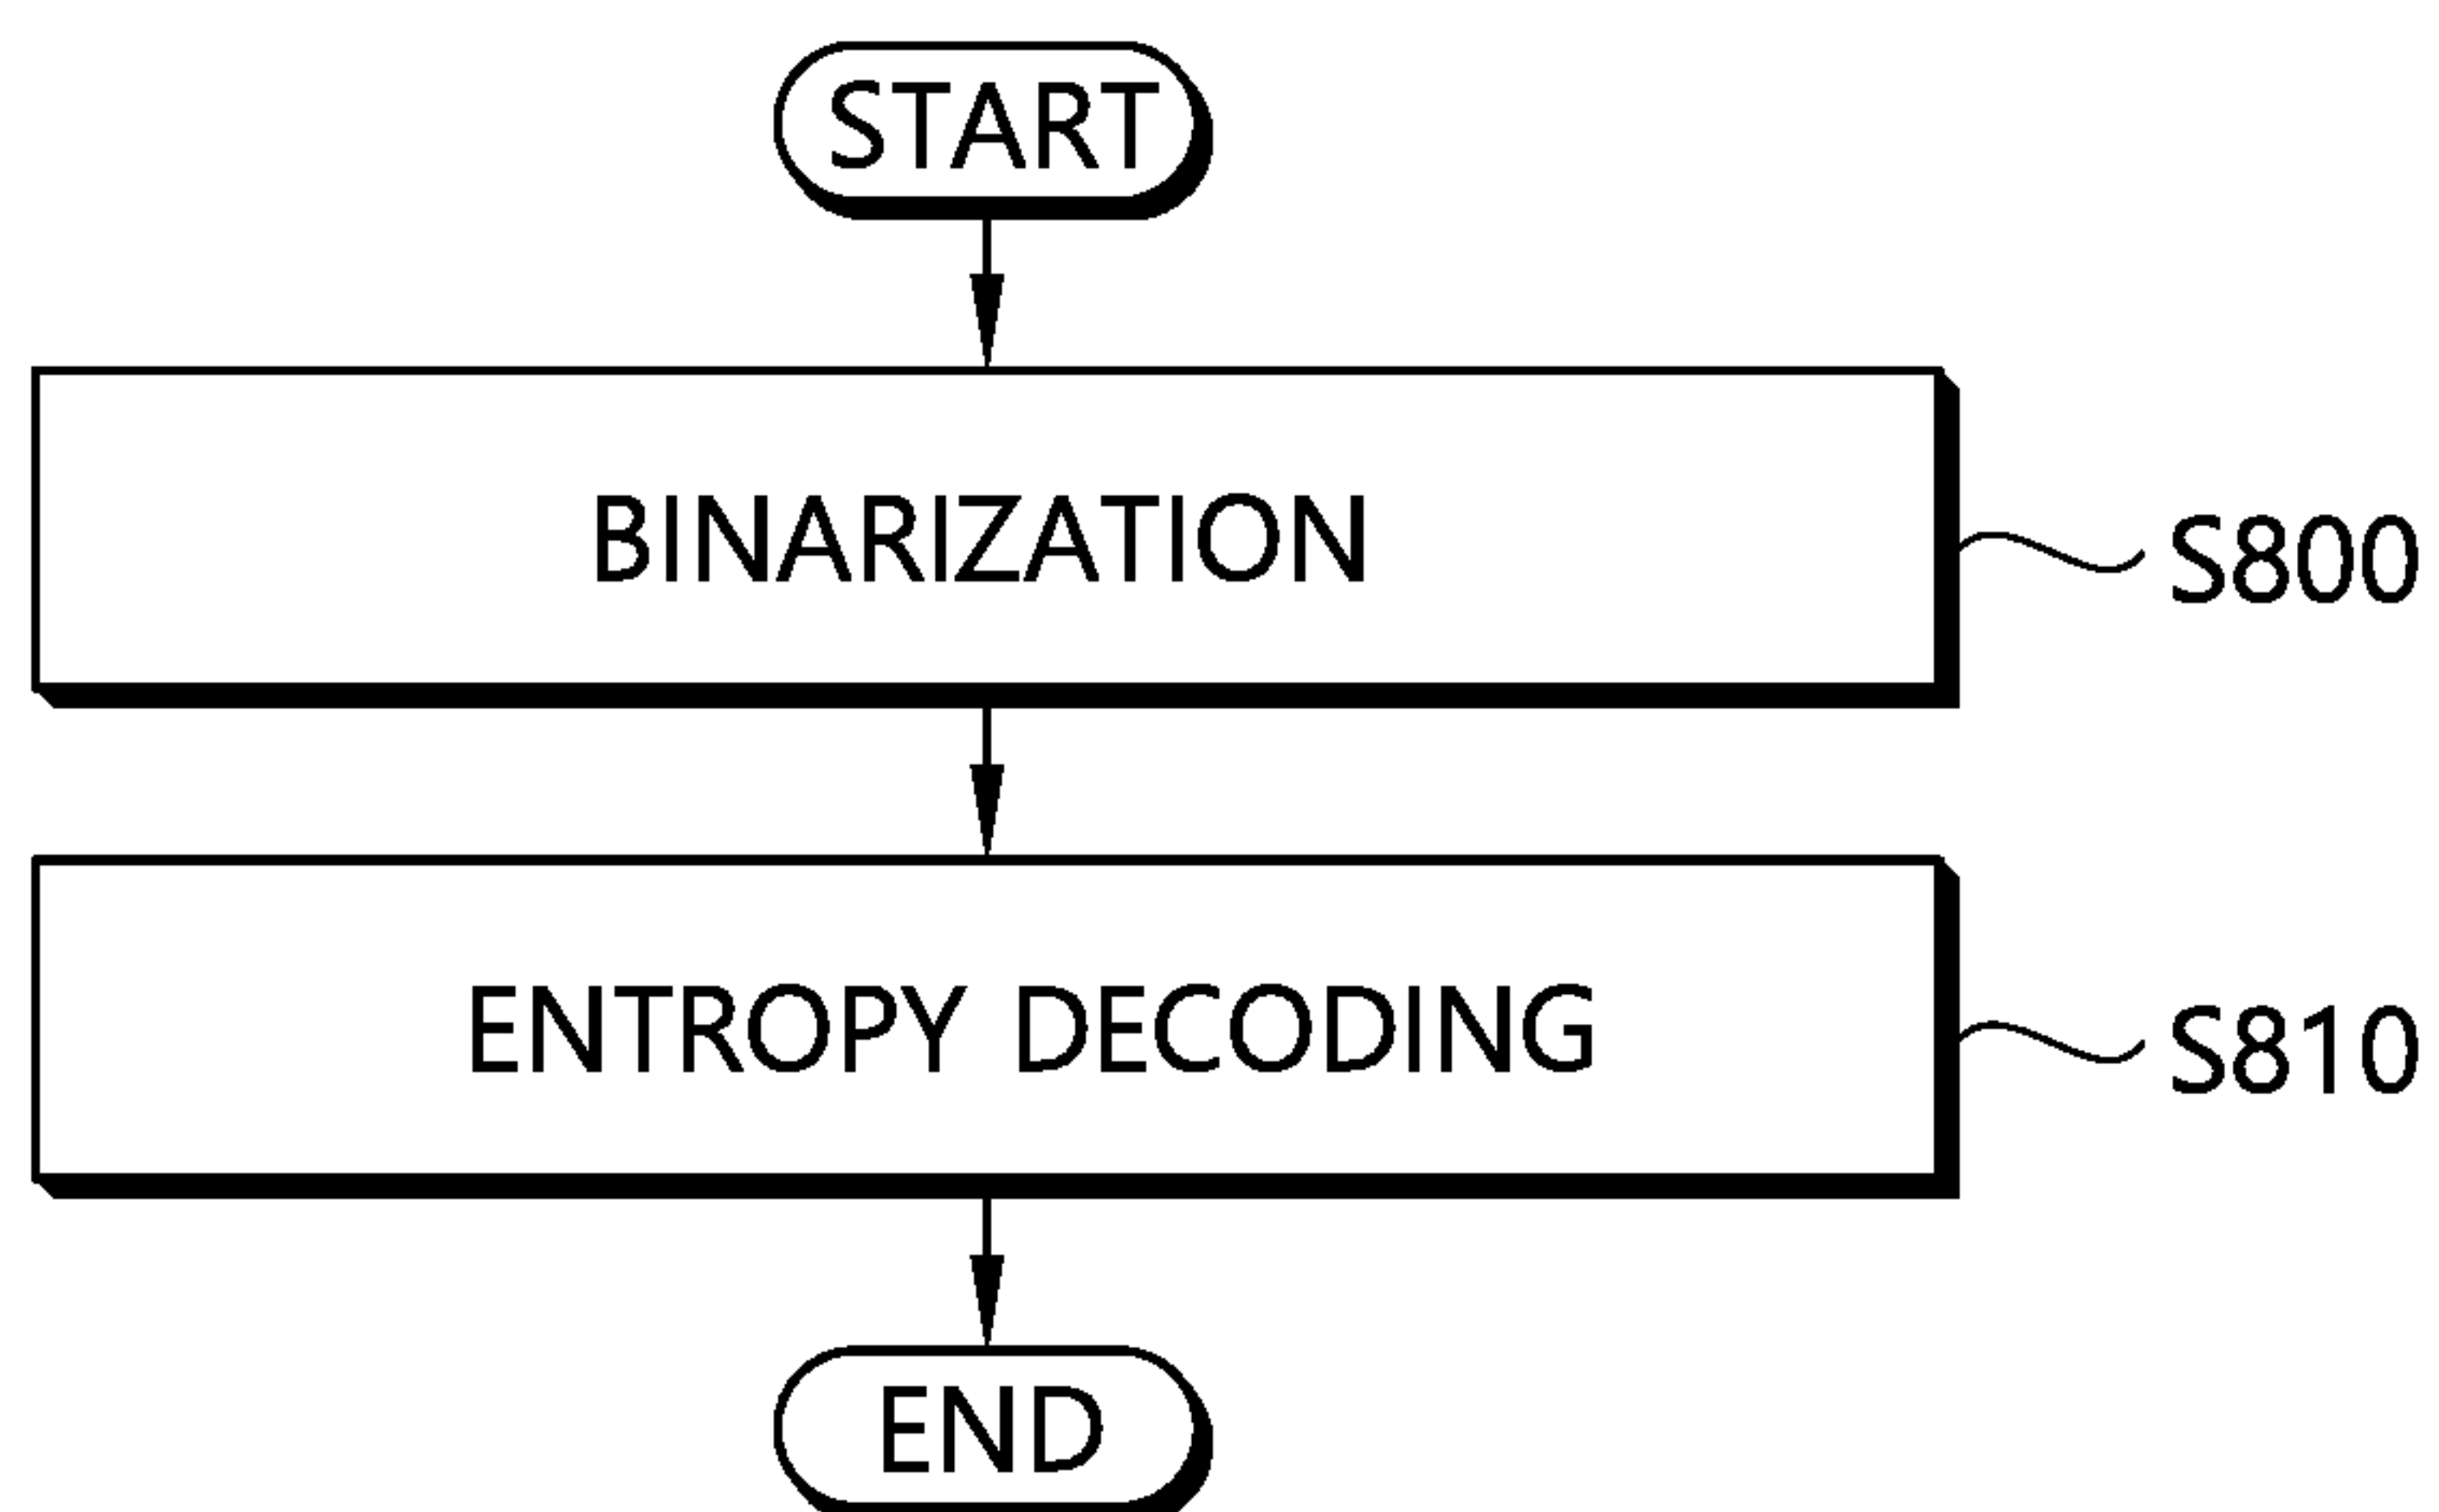 START
BINARIZATION
S800
ENTROPY DECODING
S810
END